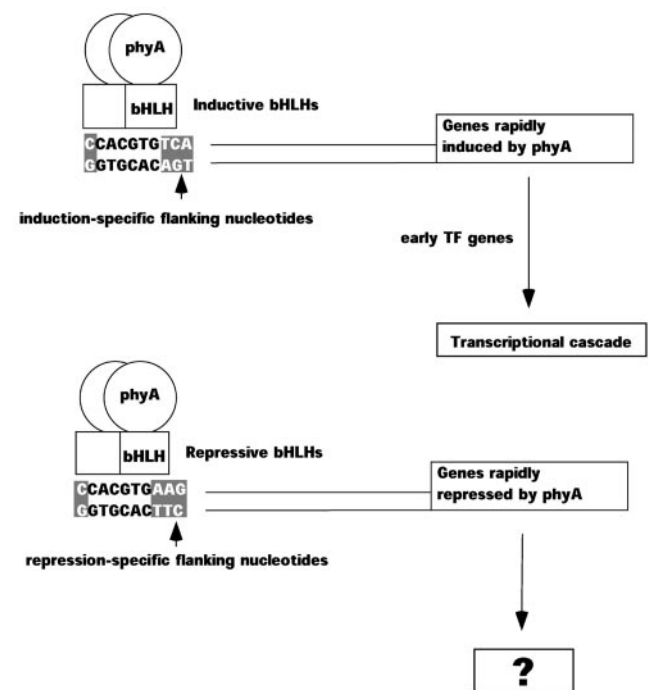 phyA
bHLH
Inductive bHLHs
CCACGTGTCA
GGTGCACAGT
induction-specific flanking nucleotides
Genes rapidly
induced by phyA
early TF genes
Transcriptional cascade
phyA
bHLH
Repressive bHLHs
CCACGTGAAG
GGTGCACTTC
repression-specific flanking nucleotides
Genes rapidly
repressed by phyA
?